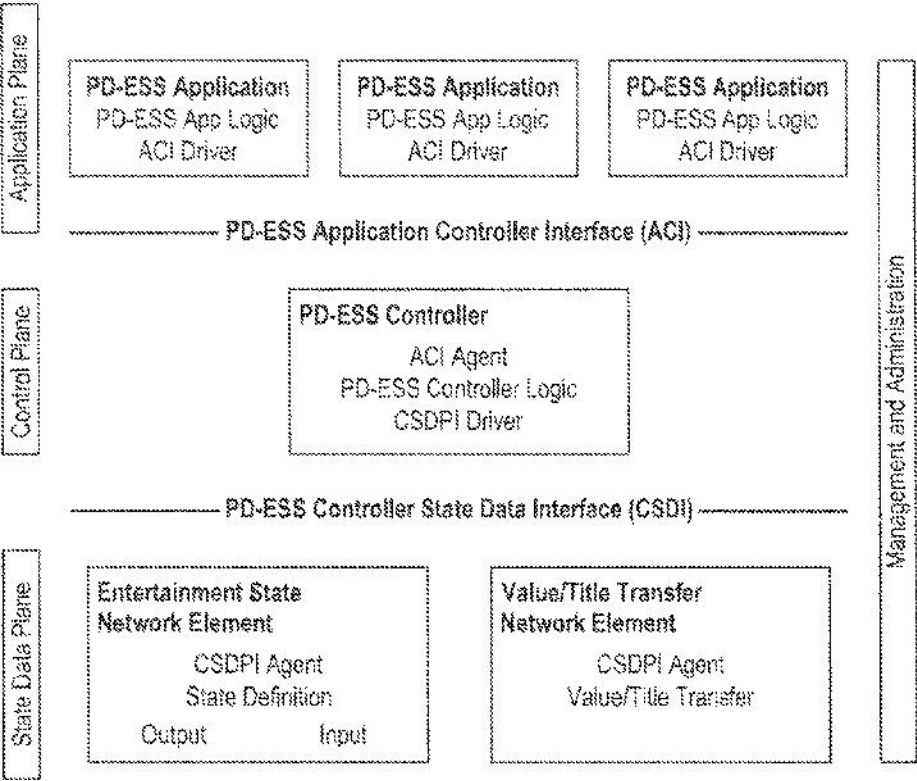 Application Plane
PD-ESS Application
PD-ESS App Logic
ACI Driver
PD-ESS Application
PD-ESS App Logic
ACI Driver
PD-ESS Application
PD-ESS App Logic
ACI Driver
PD-ESS Application Controller Interface (ACI)
Control Plane
PD-ESS Controller
ACI Agent
PD-ESS Controller Logic
CSDPI Driver
Management and Administration
PD-ESS Controller State Data Interface (CSDI)
State Data Plane
Entertainment State
Network Element
CSDPI Agent
State Definition
Output Input
Value/Title Transfer
Network Element
CSDPI Agent
Value/Title Transfer